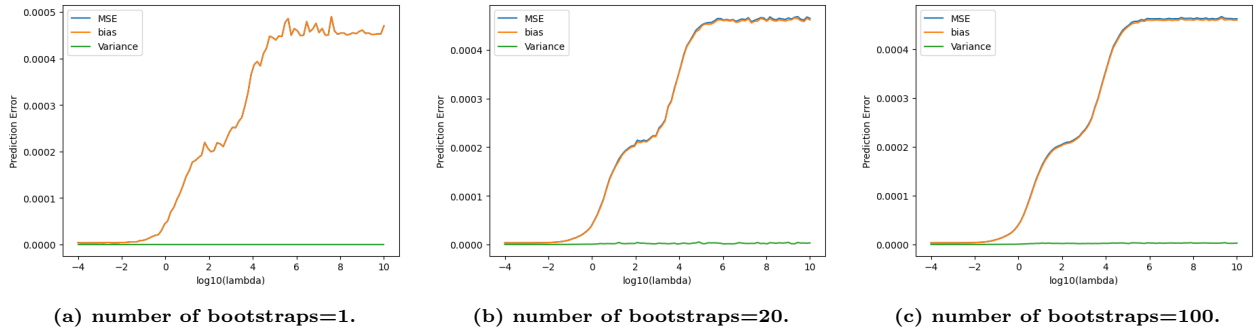 MSE
bias
Variance
0.0005
0.0004
0.0003
0.0002
0.0001
0.0000
Prediction Error
−4 −2 0 2 4 6 8 10
log10(lambda)
(a) number of bootstraps=1.
MSE
bias
Variance
0.0004
0.0003
0.0002
0.0001
0.0000
Prediction Error
−4 −2 0 2 4 6 8 10
log10(lambda)
(b) number of bootstraps=20.
MSE
bias
Variance
0.0004
0.0003
0.0002
0.0001
0.0000
Prediction Error
−4 −2 0 2 4 6 8 10
log10(lambda)
(c) number of bootstraps=100.